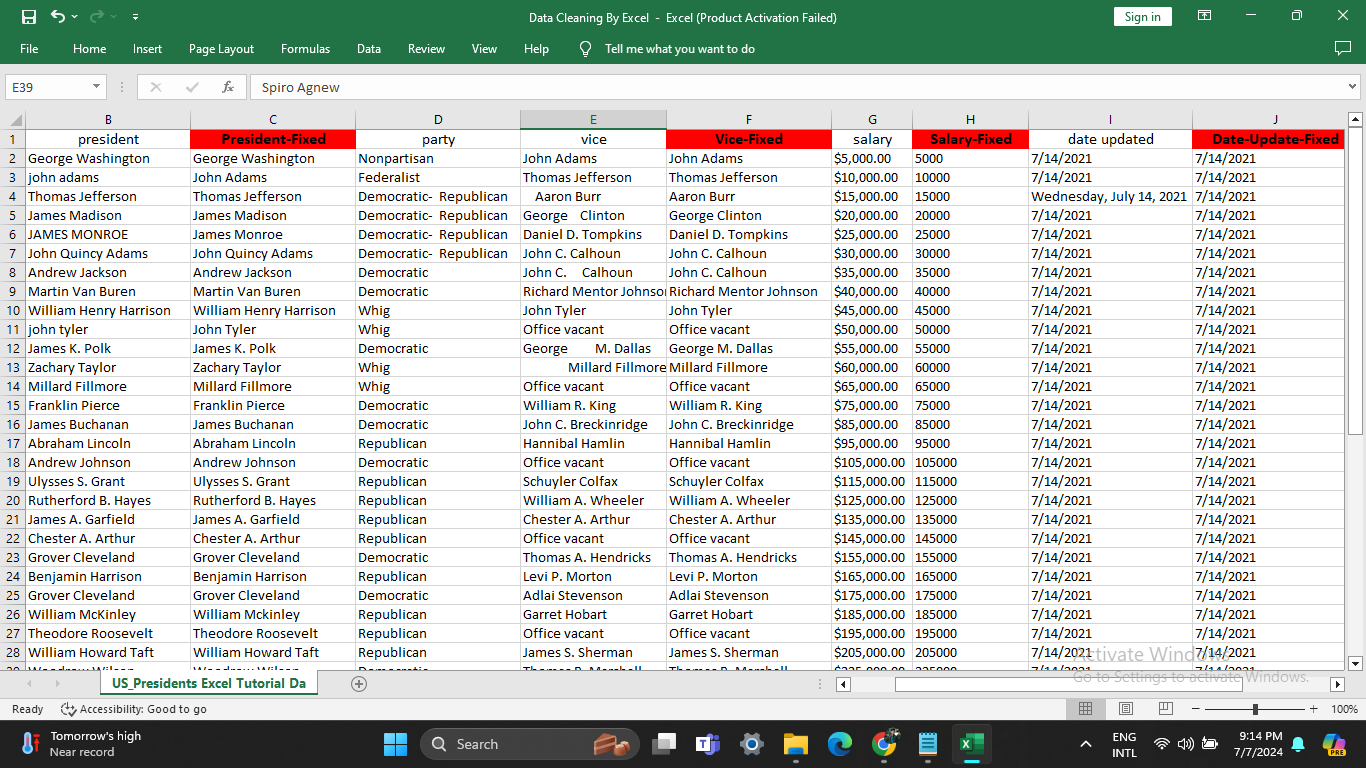 Data Cleaning By Excel - Excel (Product Activation Failed) Sign in
File Home Insert Page Layout Formulas Data Review View Help Tell me what you want to do
E39 fx Spiro Agnew
B C D E F G H I J
1 president President-Fixed party vice Vice-Fixed salary Salary-Fixed date updated Date-Update-Fixed
2 George Washington George Washington Nonpartisan John Adams John Adams $5,000.00 5000 7/14/2021 7/14/2021
3 john adams John Adams Federalist Thomas Jefferson Thomas Jefferson $10,000.00 10000 7/14/2021 7/14/2021
4 Thomas Jefferson Thomas Jefferson Democratic- Republican Aaron Burr Aaron Burr $15,000.00 15000 Wednesday, July 14, 2021 7/14/2021
5 James Madison James Madison Democratic- Republican George Clinton George Clinton $20,000.00 20000 7/14/2021 7/14/2021
6 JAMES MONROE James Monroe Democratic- Republican Daniel D. Tompkins Daniel D. Tompkins $25,000.00 25000 7/14/2021 7/14/2021
7 John Quincy Adams John Quincy Adams Democratic- Republican John C. Calhoun John C. Calhoun $30,000.00 30000 7/14/2021 7/14/2021
8 Andrew Jackson Andrew Jackson Democratic John C. Calhoun John C. Calhoun $35,000.00 35000 7/14/2021 7/14/2021
9 Martin Van Buren Martin Van Buren Democratic Richard Mentor Johnso Richard Mentor Johnson $40,000.00 40000 7/14/2021 7/14/2021
10 William Henry Harrison William Henry Harrison Whig John Tyler John Tyler $45,000.00 45000 7/14/2021 7/14/2021
11 john tyler John Tyler Whig Office vacant Office vacant $50,000.00 50000 7/14/2021 7/14/2021
12 James K. Polk James K. Polk Democratic George M. Dallas George M. Dallas $55,000.00 55000 7/14/2021 7/14/2021
13 Zachary Taylor Zachary Taylor Whig Millard Fillmore Millard Fillmore $60,000.00 60000 7/14/2021 7/14/2021
14 Millard Fillmore Millard Fillmore Whig Office vacant Office vacant $65,000.00 65000 7/14/2021 7/14/2021
15 Franklin Pierce Franklin Pierce Democratic William R. King William R. King $75,000.00 75000 7/14/2021 7/14/2021
16 James Buchanan James Buchanan Democratic John C. Breckinridge John C. Breckinridge $85,000.00 85000 7/14/2021 7/14/2021
17 Abraham Lincoln Abraham Lincoln Republican Hannibal Hamlin Hannibal Hamlin $95,000.00 95000 7/14/2021 7/14/2021
18 Andrew Johnson Andrew Johnson Democratic Office vacant Office vacant $105,000.00 105000 7/14/2021 7/14/2021
19 Ulysses S. Grant Ulysses S. Grant Republican Schuyler Colfax Schuyler Colfax $115,000.00 115000 7/14/2021 7/14/2021
20 Rutherford B. Hayes Rutherford B. Hayes Republican William A. Wheeler William A. Wheeler $125,000.00 125000 7/14/2021 7/14/2021
21 James A. Garfield James A. Garfield Republican Chester A. Arthur Chester A. Arthur $135,000.00 135000 7/14/2021 7/14/2021
22 Chester A. Arthur Chester A. Arthur Republican Office vacant Office vacant $145,000.00 145000 7/14/2021 7/14/2021
23 Grover Cleveland Grover Cleveland Democratic Thomas A. Hendricks Thomas A. Hendricks $155,000.00 155000 7/14/2021 7/14/2021
24 Benjamin Harrison Benjamin Harrison Republican Levi P. Morton Levi P. Morton $165,000.00 165000 7/14/2021 7/14/2021
25 Grover Cleveland Grover Cleveland Democratic Adlai Stevenson Adlai Stevenson $175,000.00 175000 7/14/2021 7/14/2021
26 William McKinley William Mckinley Republican Garret Hobart Garret Hobart $185,000.00 185000 7/14/2021 7/14/2021
27 Theodore Roosevelt Theodore Roosevelt Republican Office vacant Office vacant $195,000.00 195000 7/14/2021 7/14/2021
28 William Howard Taft William Howard Taft Republican James S. Sherman James S. Sherman $205,000.00 205000 7/14/2021 7/14/2021
Activate Windows
Go to Settings to activate Windows.
US_Presidents Excel Tutorial Da
Ready Accessibility: Good to go 100%
Tomorrow's high
Near record
Search
ENG
INTL
9:14 PM
7/7/2024
PRE